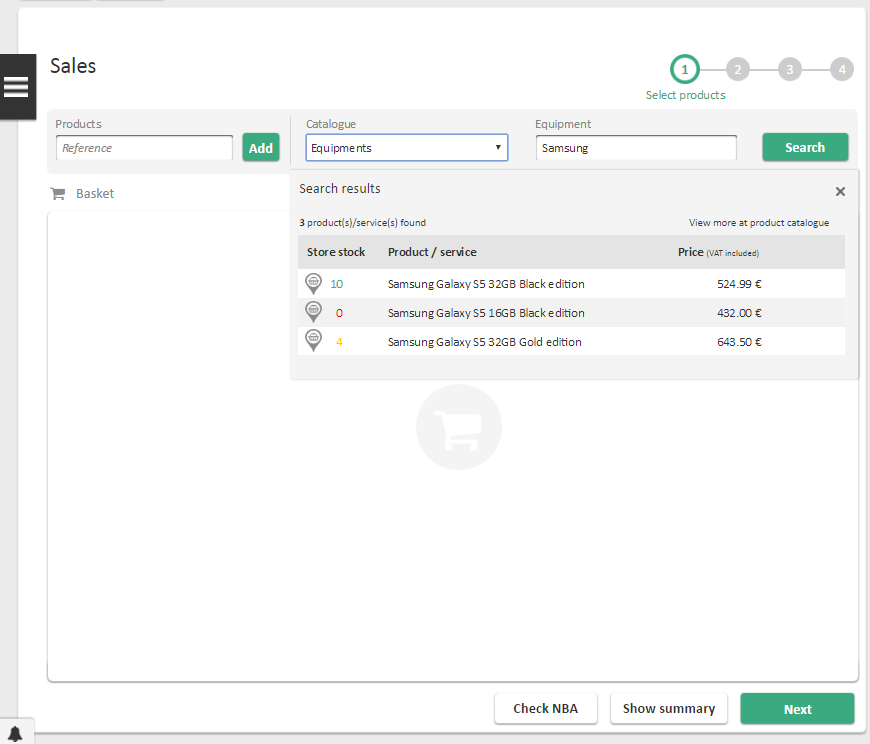 Sales
1 2 3 4
Select products
Products Catalogue Equipment
Reference Add Equipments Samsung Search
Basket
Search results
3 product(s)/service(s) found View more at product catalogue
Store stock Product / service Price (VAT included)
10 Samsung Galaxy S5 32GB Black edition 524.99 €
0 Samsung Galaxy S5 16GB Black edition 432.00 €
4 Samsung Galaxy S5 32GB Gold edition 643.50 €
Check NBA Show summary Next